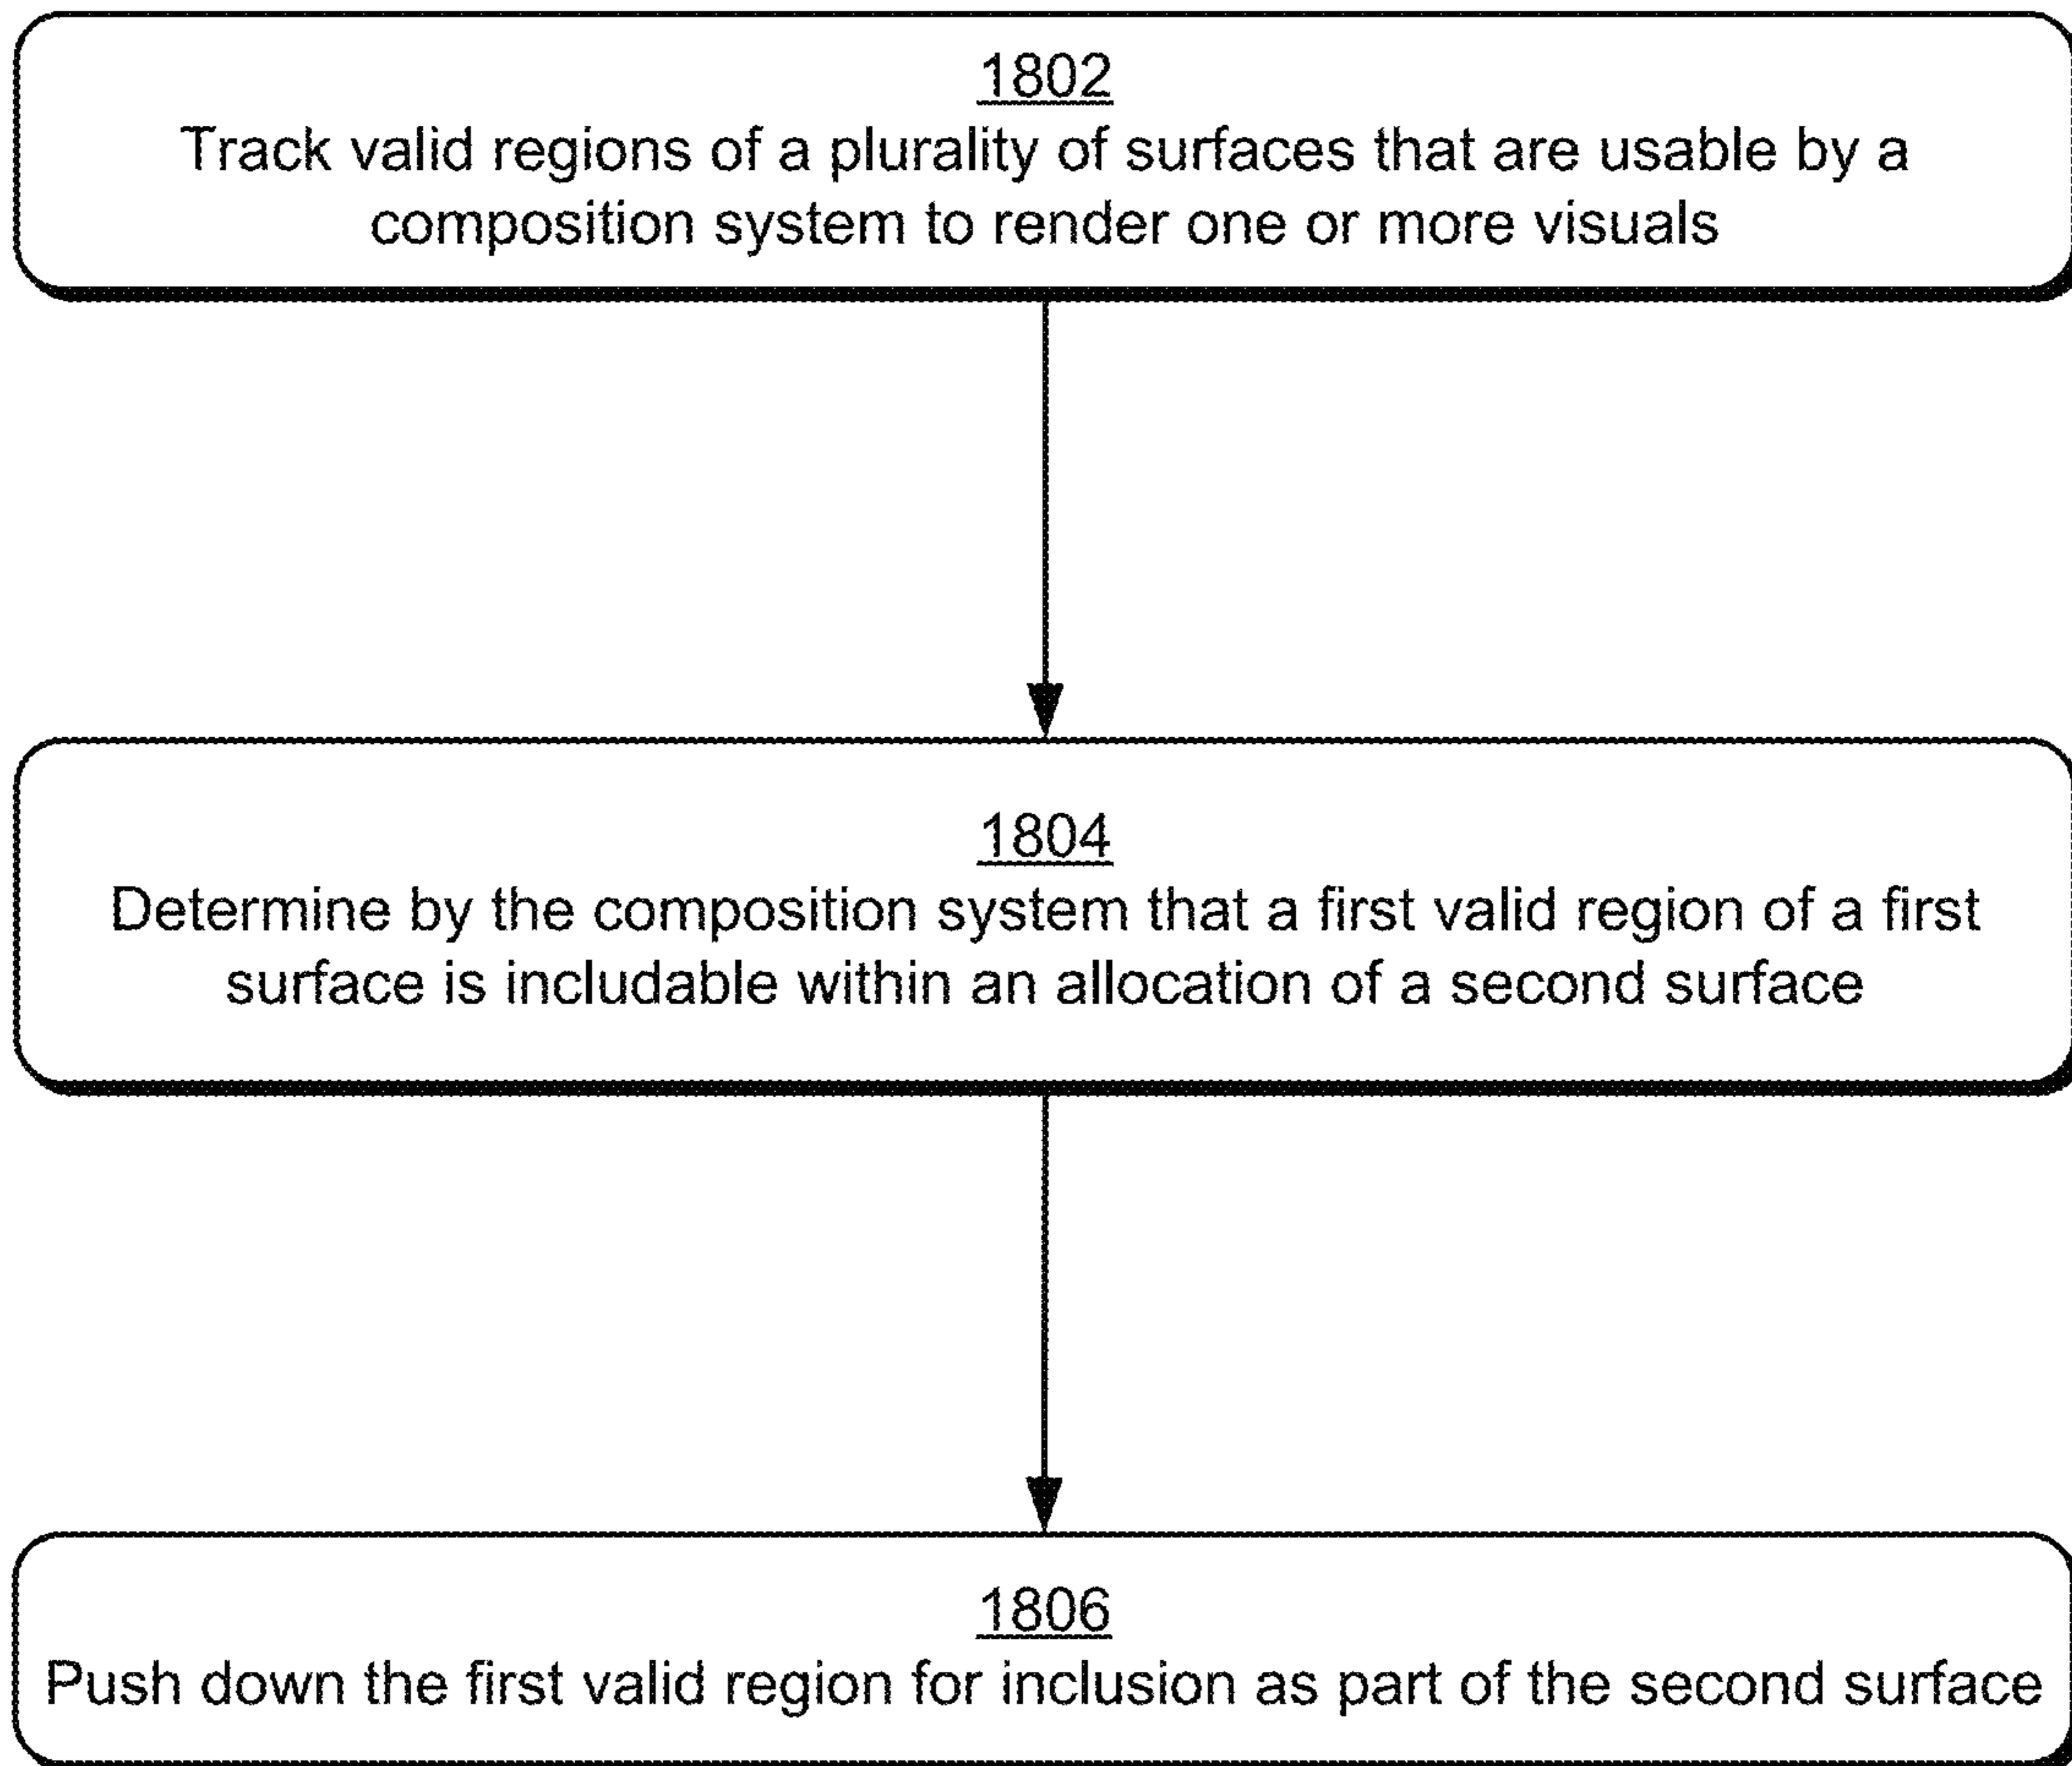 1802
Track valid regions of a plurality of surfaces that are usable by a
composition system to render one or more visuals
1804
Determine by the composition system that a first valid region of a first
surface is includable within an allocation of a second surface
1806
Push down the first valid region for inclusion as part of the second surface